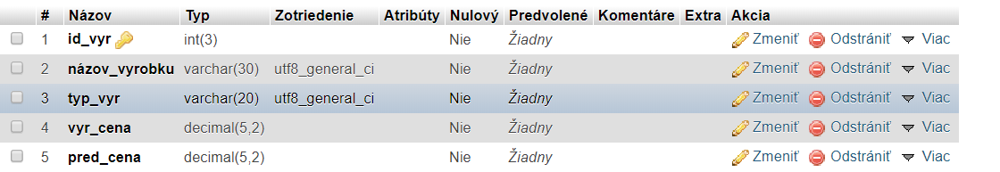 # Názov Typ Zotriedenie Atribúty Nulový Predvolené Komentáre Extra Akcia
1 id_vyr int(3) Nie Žiadny Zmeniť Odstrániť Viac
2 názov_vyrobku varchar(30) utf8_general_ci Nie Žiadny Zmeniť Odstrániť Viac
3 typ_vyr varchar(20) utf8_general_ci Nie Žiadny Zmeniť Odstrániť Viac
4 vyr_cena decimal(5,2) Nie Žiadny Zmeniť Odstrániť Viac
5 pred_cena decimal(5,2) Nie Žiadny Zmeniť Odstrániť Viac